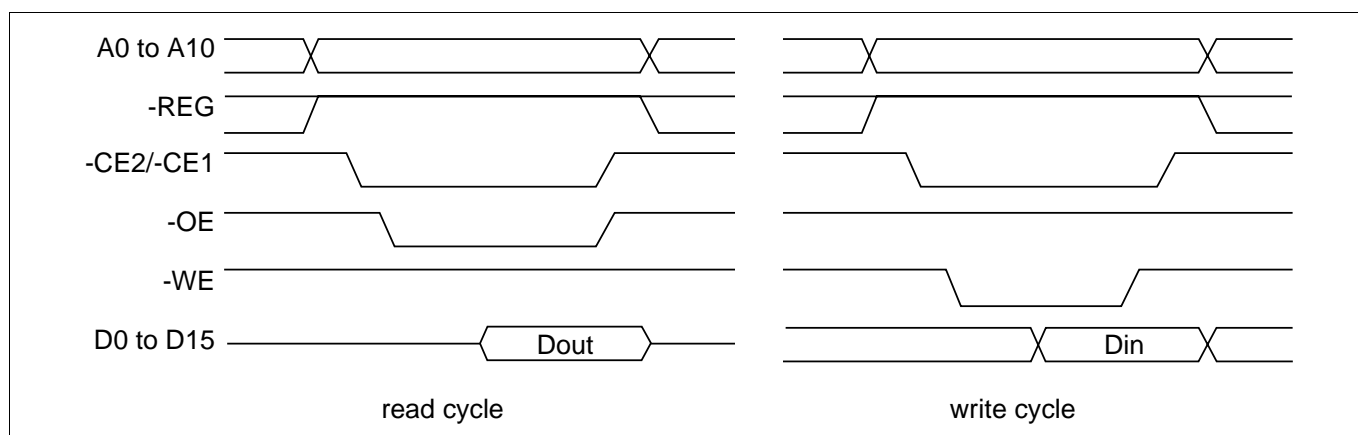 A0 to A10
-REG
-CE2/-CE1
-OE
-WE
D0 to D15
Dout
Din
read cycle
write cycle